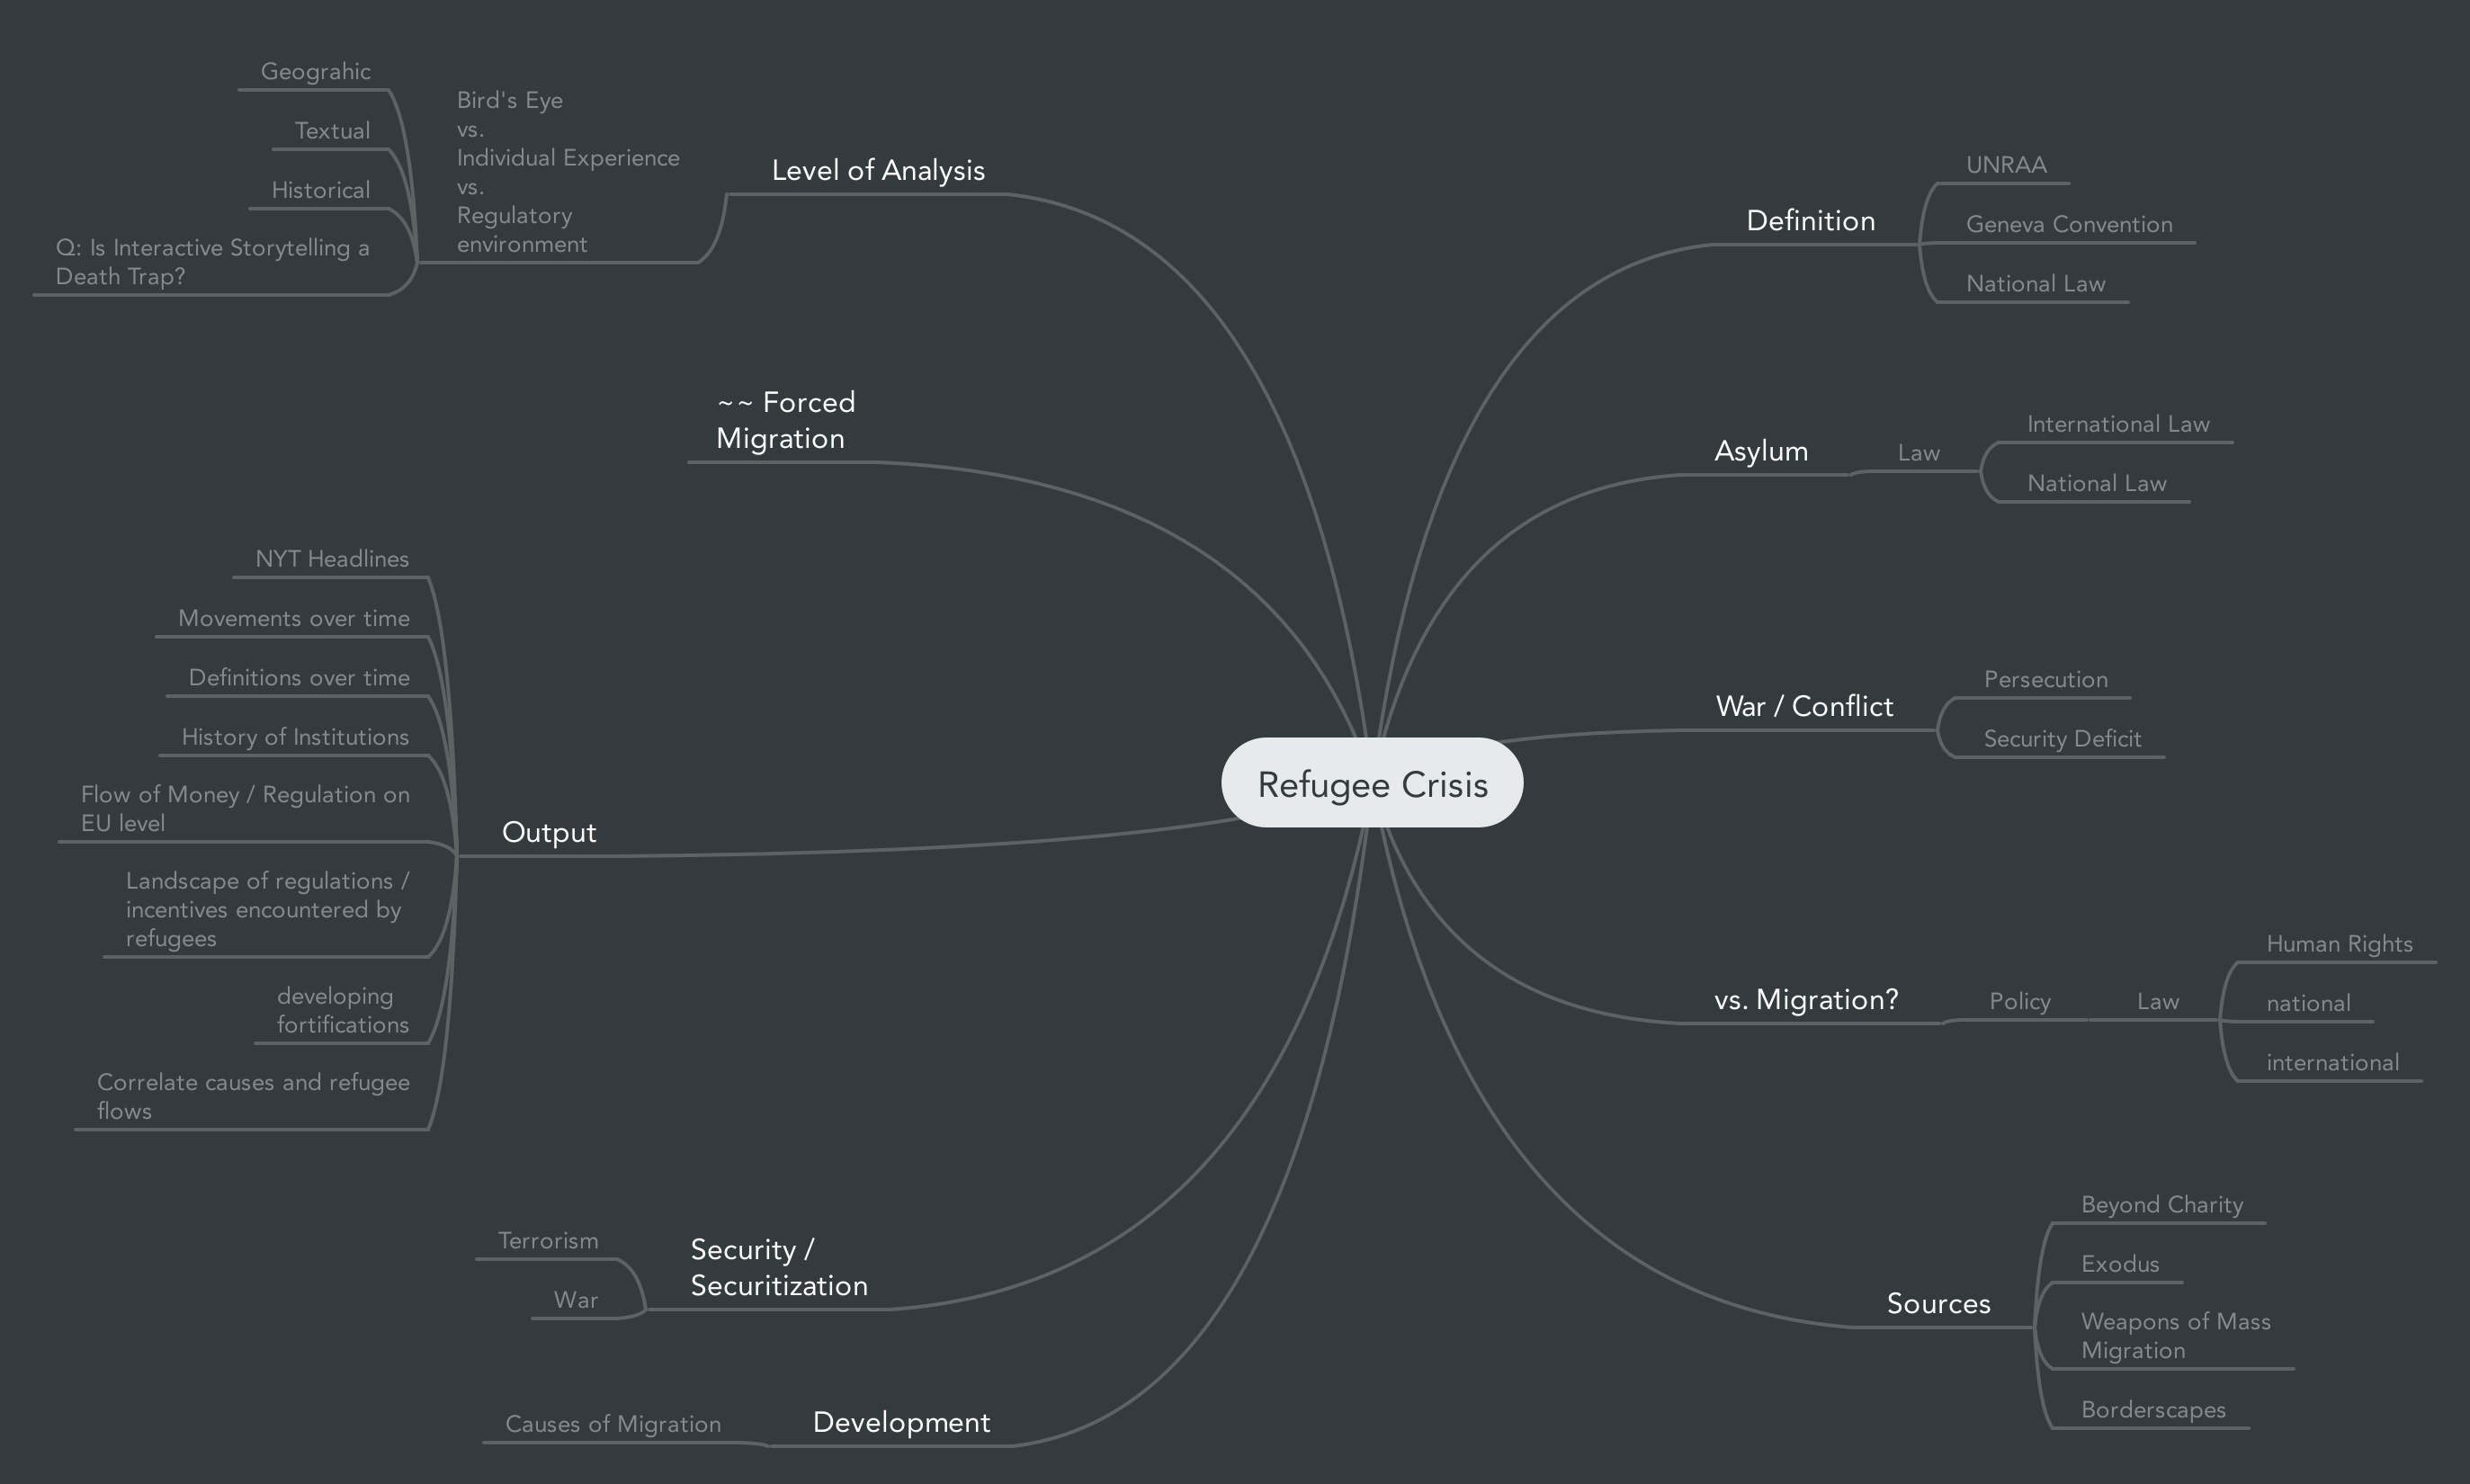 Geograhic
Textual
Historical
Q: Is Interactive Storytelling a
Death Trap?
Bird's Eye
vs.
Individual Experience
vs.
Regulatory
environment
Level of Analysis
~~ Forced
Migration
NYT Headlines
Movements over time
Definitions over time
History of Institutions
Flow of Money / Regulation on
EU level
Landscape of regulations /
incentives encountered by
refugees
developing
fortifications
Correlate causes and refugee
flows
Output
Terrorism
War
Security /
Securitization
Causes of Migration
Development
Refugee Crisis
Definition
UNRAA
Geneva Convention
National Law
Asylum
Law
International Law
National Law
War / Conflict
Persecution
Security Deficit
vs. Migration?
Policy
Law
Human Rights
national
international
Sources
Beyond Charity
Exodus
Weapons of Mass
Migration
Borderscapes